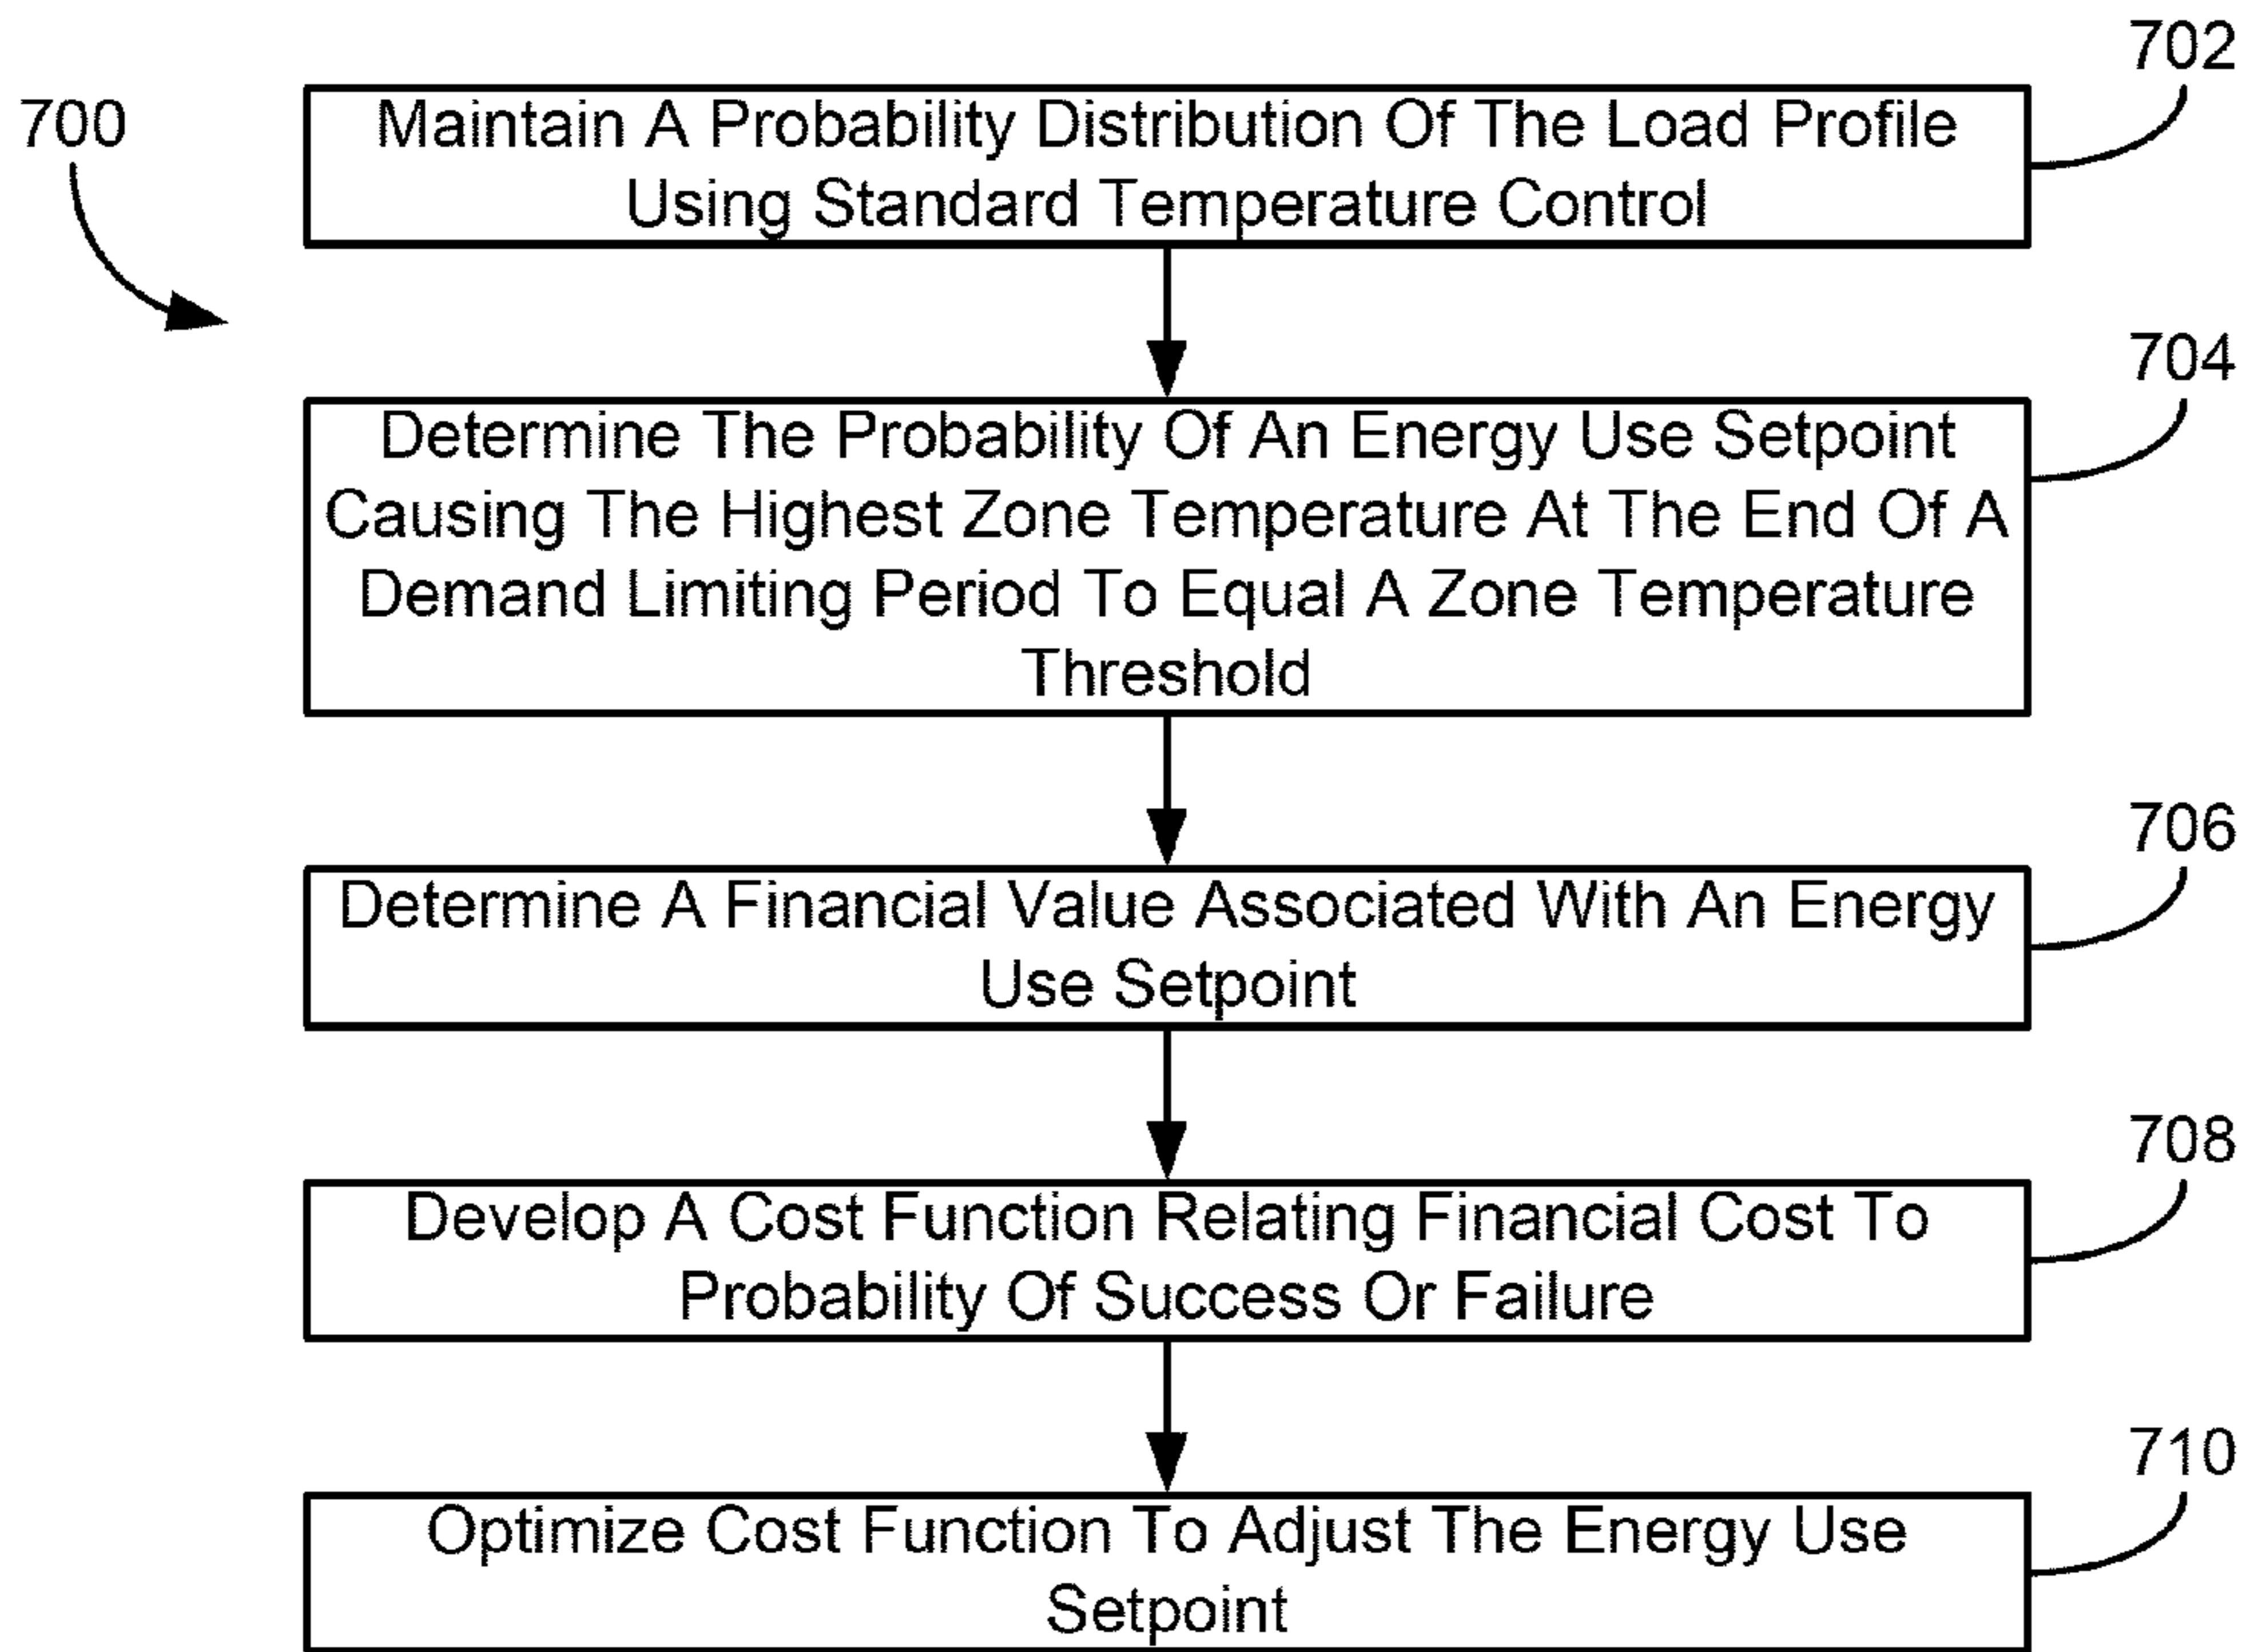 700
702
Maintain A Probability Distribution Of The Load Profile
Using Standard Temperature Control
704
Determine The Probability Of An Energy Use Setpoint
Causing The Highest Zone Temperature At The End Of A
Demand Limiting Period To Equal A Zone Temperature
Threshold
706
Determine A Financial Value Associated With An Energy
Use Setpoint
708
Develop A Cost Function Relating Financial Cost To
Probability Of Success Or Failure
710
Optimize Cost Function To Adjust The Energy Use
Setpoint